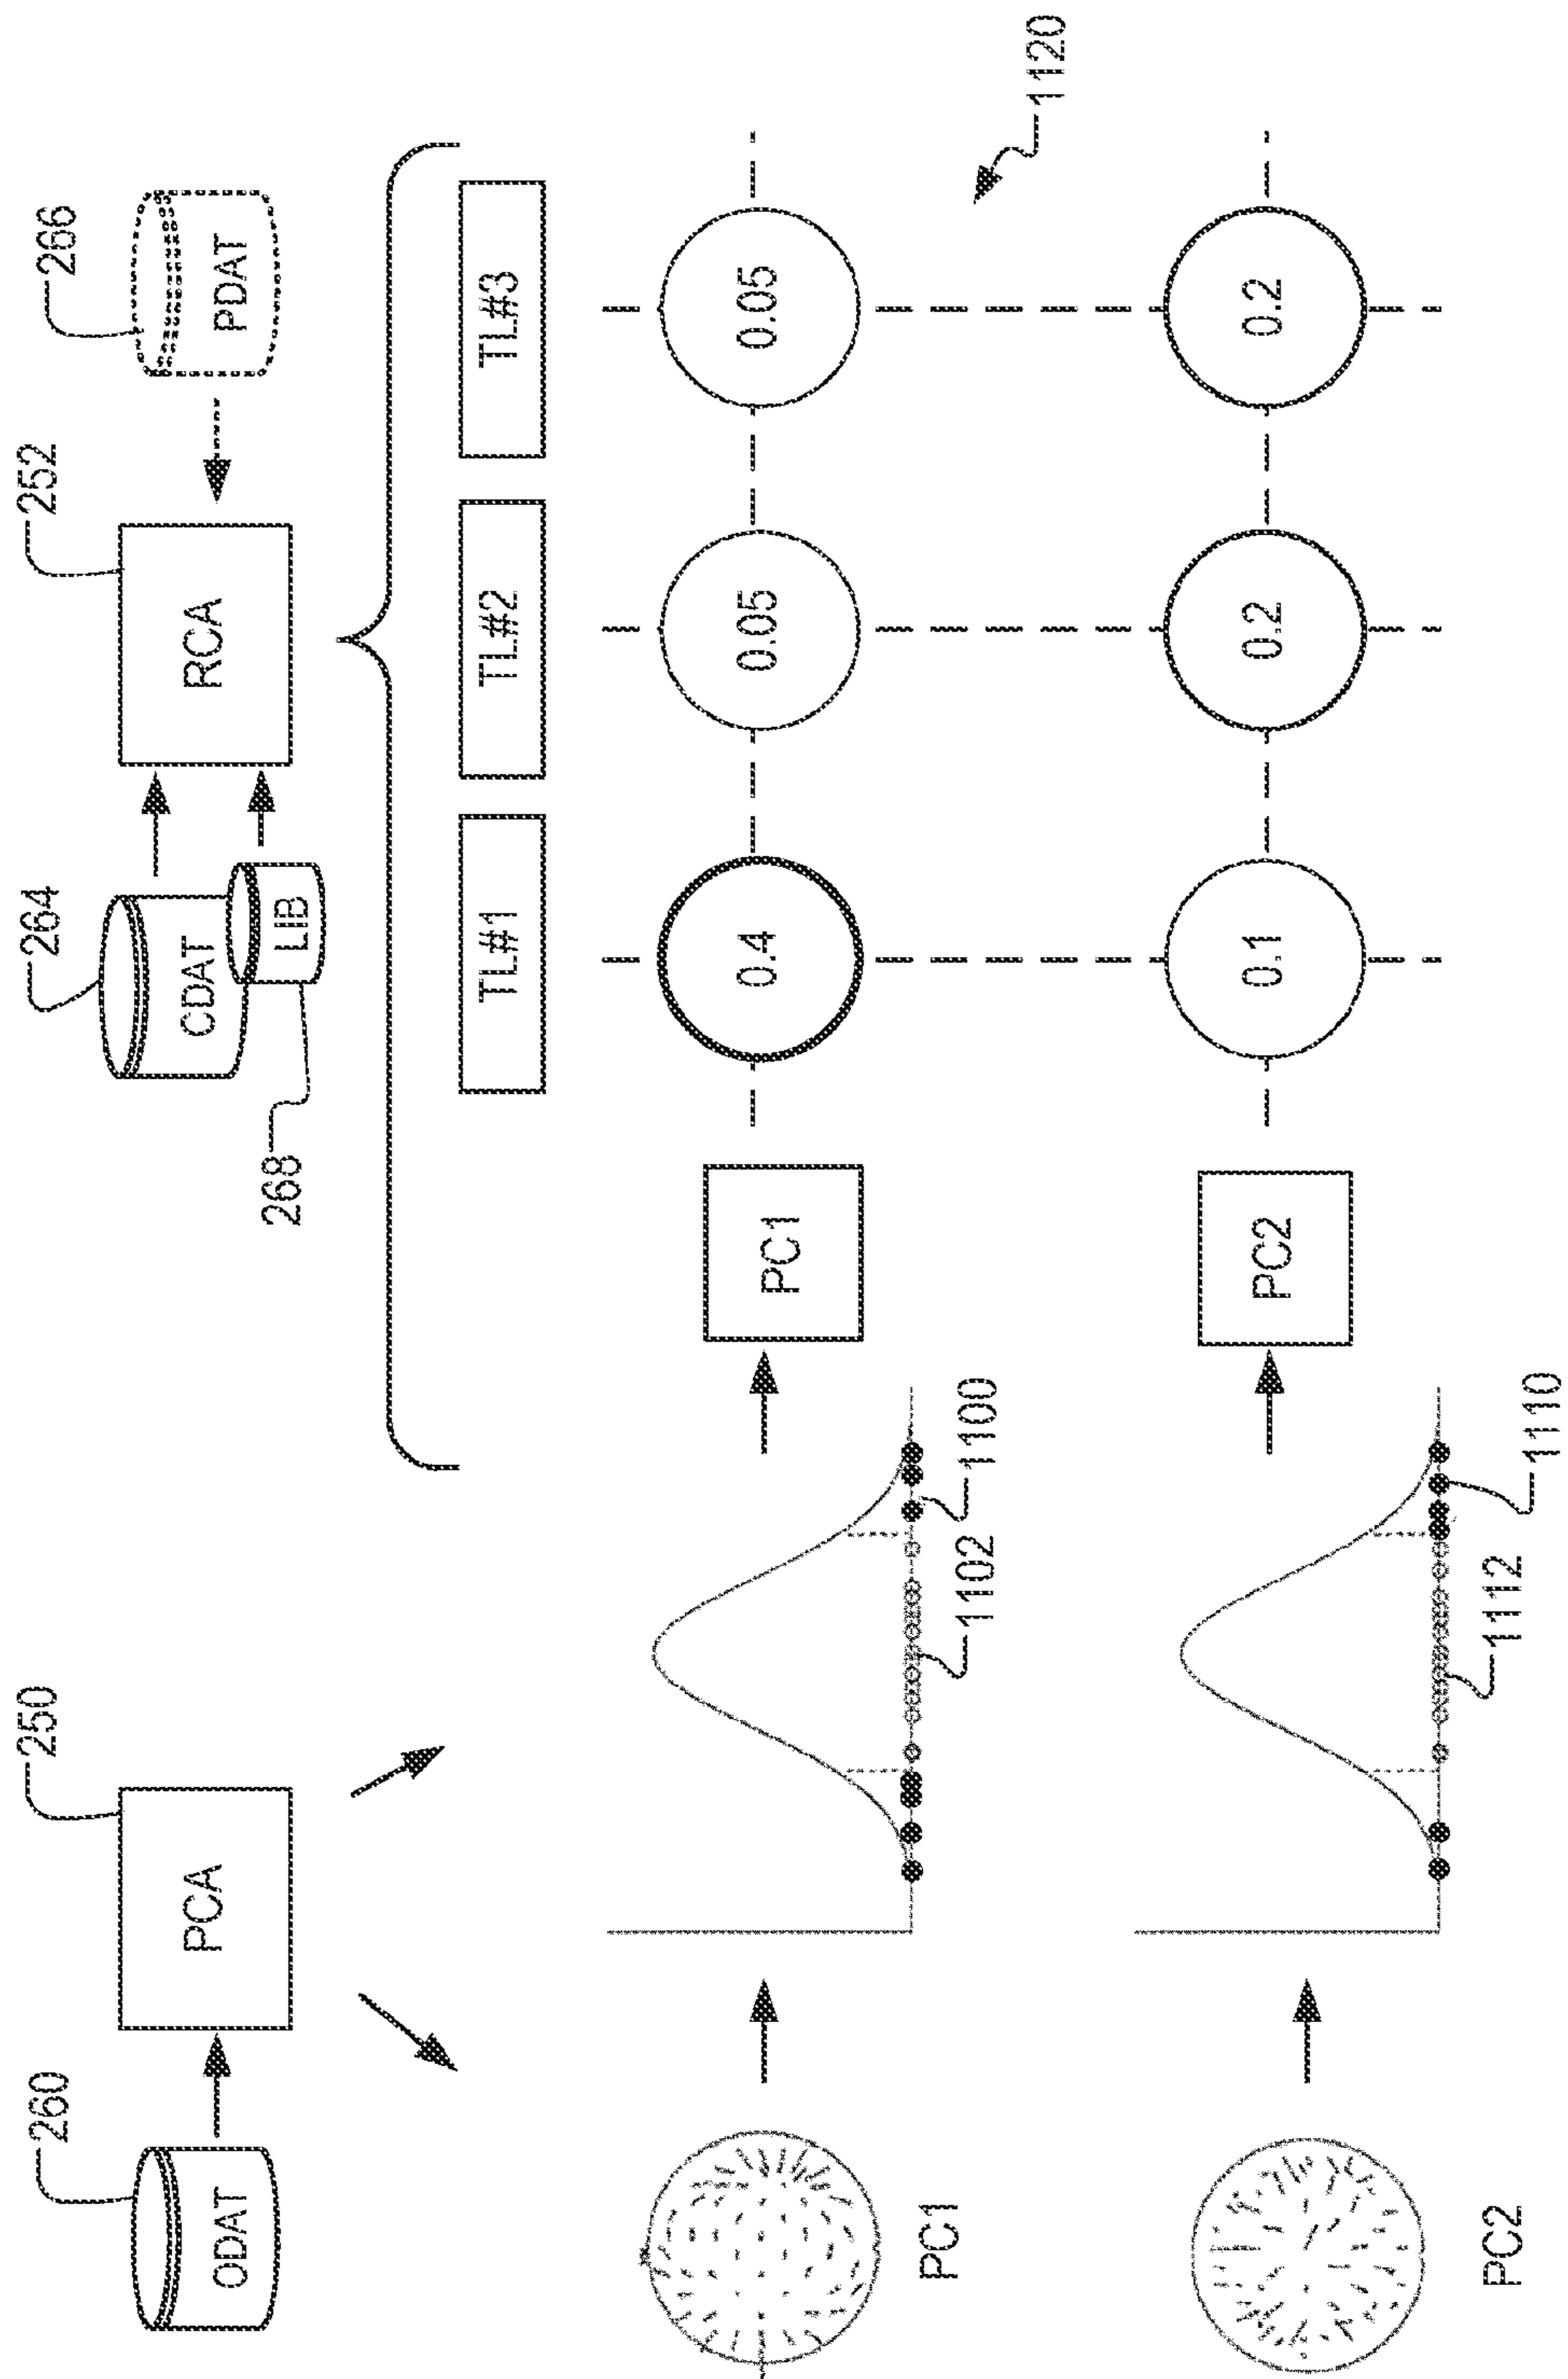 260
250
264
252
266
ODAT
PCA
CDAT
LIB
RCA
PDAT
268
TL#1
TL#2
TL#3
PC1
1102
1100
PC1
0.4
0.05
0.05
1120
PC2
1112
1110
PC2
0.1
0.2
0.2